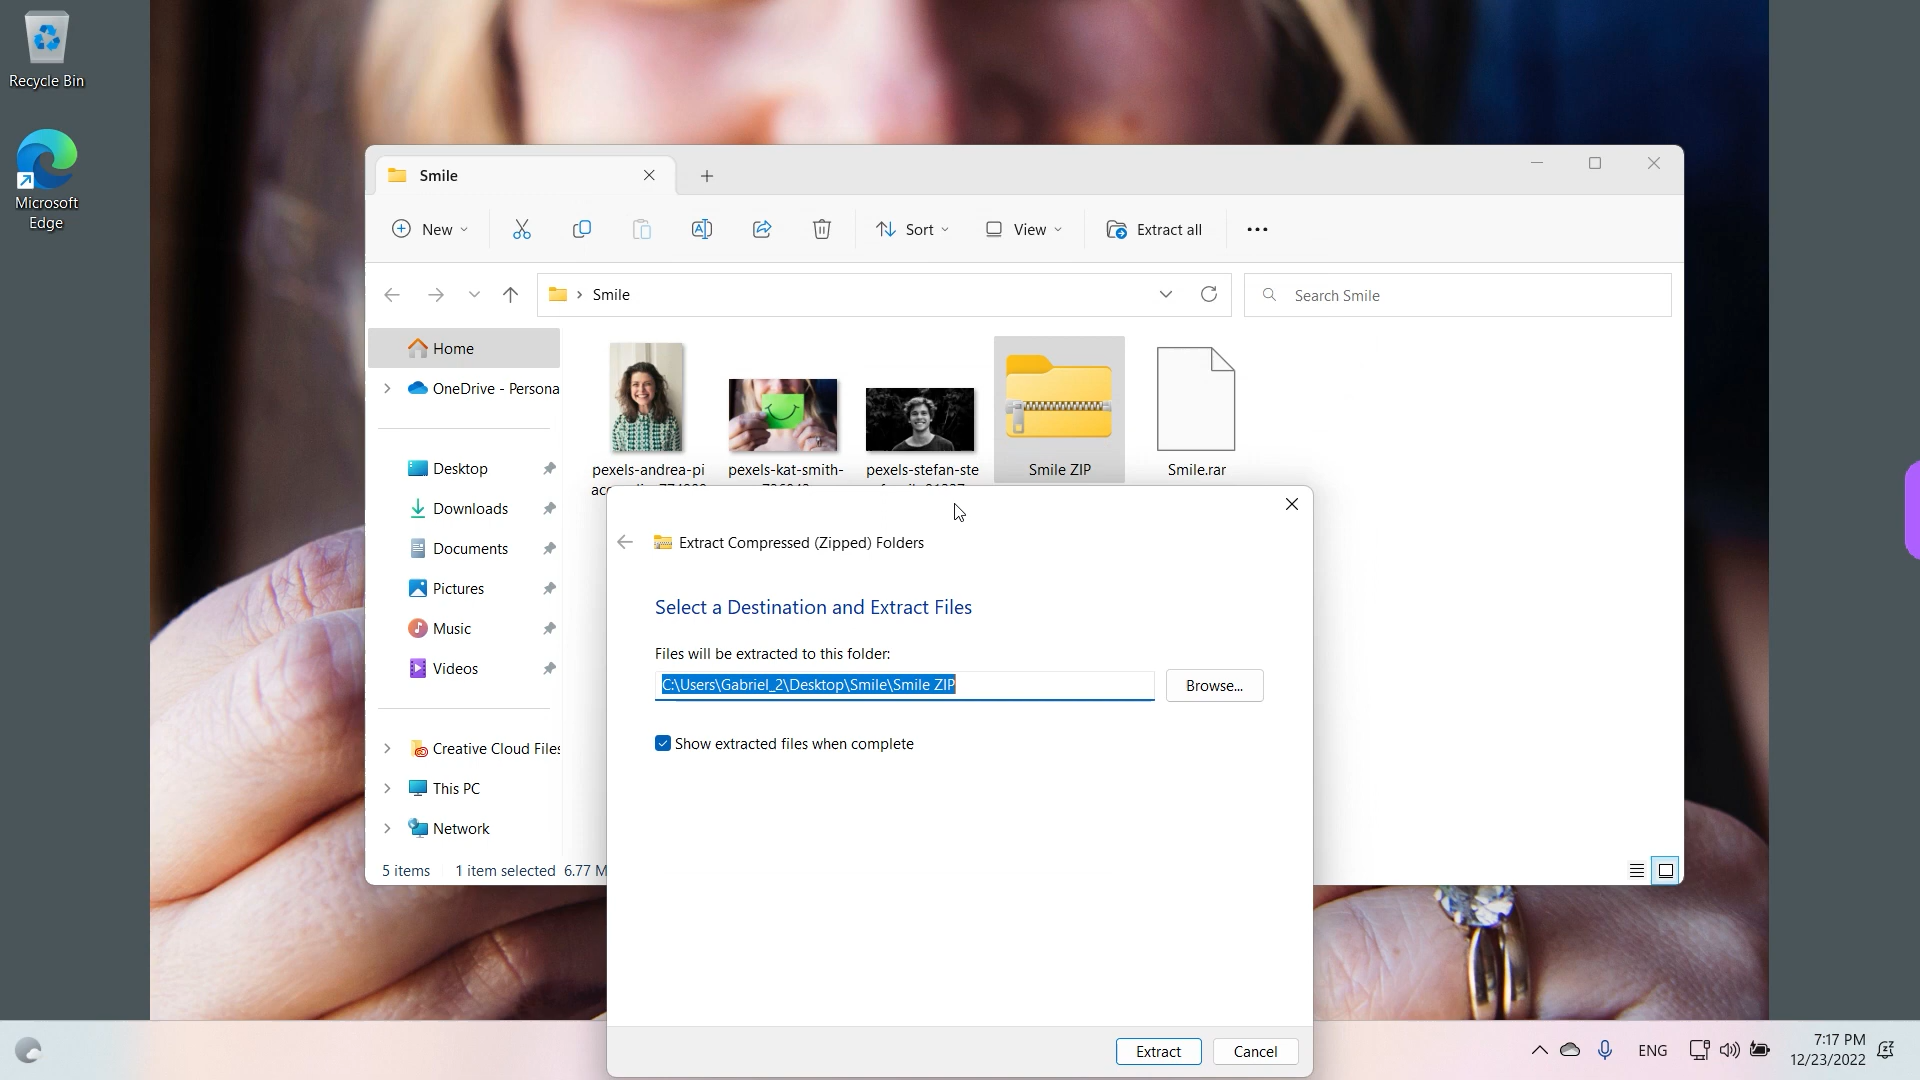 Recycle Bin
Microsoft
Edge
Smile
New
Sort
View
Extract all
Smile
Search Smile
Home
OneDrive - Persona
Desktop
Downloads
Documents
Pictures
Music
Videos
Creative Cloud Files
This PC
Network
pexels-andrea-pi
pexels-kat-smith-
pexels-stefan-ste
Smile ZIP
Smile.rar
5 items
1 item selected 6.77 M
Extract Compressed (Zipped) Folders
Select a Destination and Extract Files
Files will be extracted to this folder:
C:\Users\Gabriel_2\Desktop\Smile\Smile ZIP
Browse...
Show extracted files when complete
Extract
Cancel
ENG
7:17 PM
12/23/2022